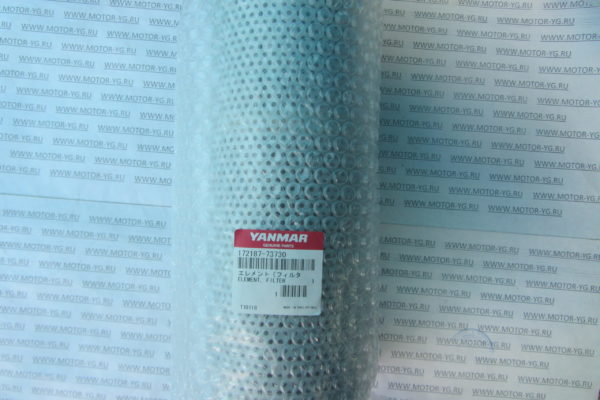 WWW.MOTOR-YG.RU
YANMAR
GENUINE PARTS
172187-73730
エレメント(フィルタ
ELEMENT, FILTER 1
1